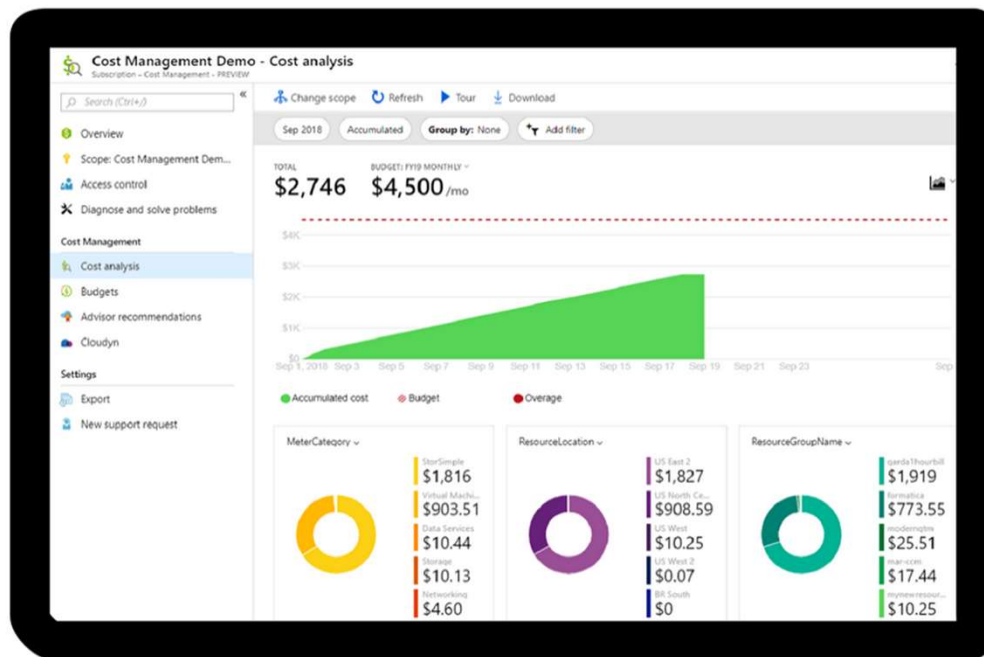 Cost Management Demo - Cost analysis
Subscription - Cost Management - PREVIEW
Search (Ctrl+/)
«
Overview
Scope: Cost Management Dem...
Access control
Diagnose and solve problems
Cost Management
Cost analysis
Budgets
Advisor recommendations
Cloudyn
Settings
Export
New support request
Change scope Refresh Tour Download
Sep 2018 Accumulated Group by: None Add filter
TOTAL BUDGET: FY19 MONTHLY
$2,746 $4,500 /mo
$4K
$3K
$2K
$1K
$0
Sep 1, 2018 Sep 3 Sep 5 Sep 7 Sep 9 Sep 11 Sep 13 Sep 15 Sep 17 Sep 19 Sep 21 Sep 23 Sep
Accumulated cost Budget Overage
MeterCategory
StorSimple
$1,816
Virtual Machi...
$903.51
Data Services
$10.44
Storage
$10.13
Networking
$4.60
ResourceLocation
US East 2
$1,827
US North Ce...
$908.59
US West
$10.25
US West 2
$0.07
BR South
$0
ResourceGroupName
$1,919
formatica
$773.55
$25.51
mar-ccm
$17.44
mynewresour...
$10.25